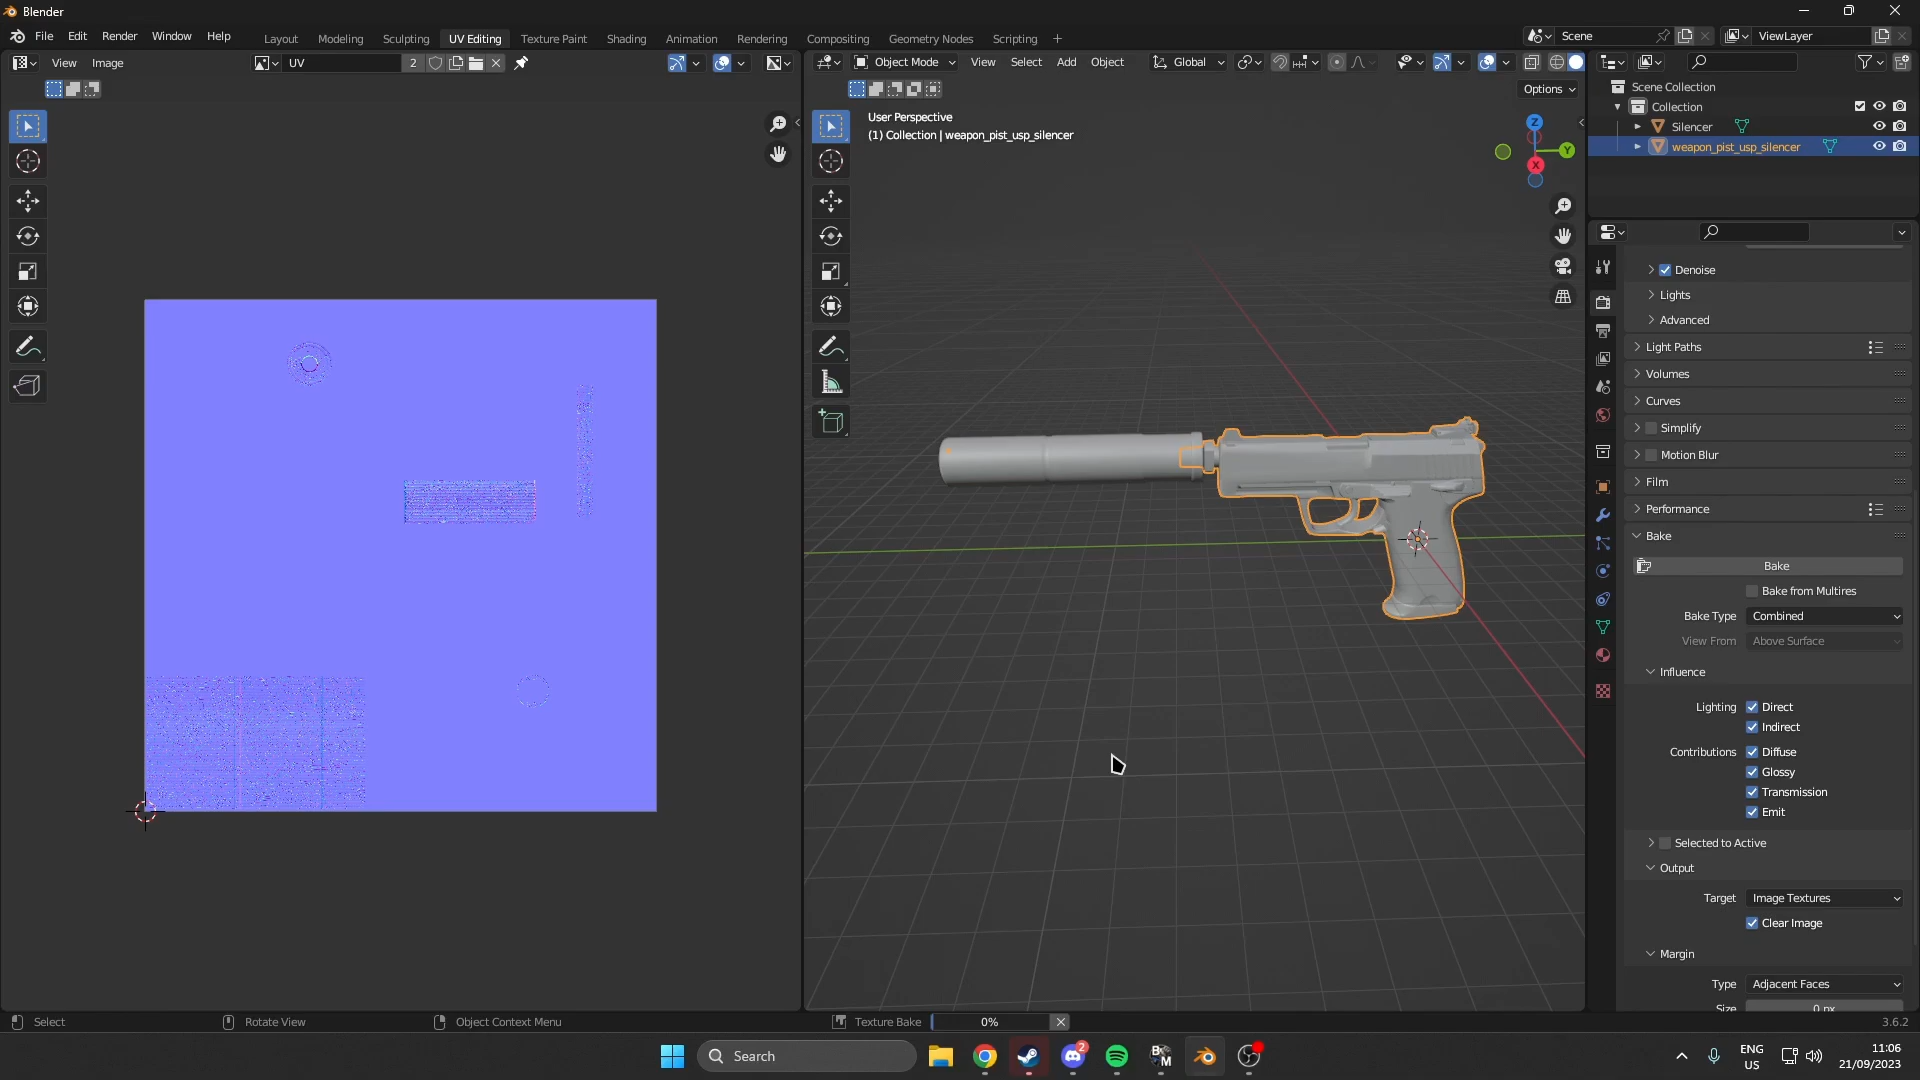 Blender
File Edit Render Window Help
Layout Modeling Sculpting UV Editing Texture Paint Shading Animation Rendering Compositing Geometry Nodes Scripting +
Scene
ViewLayer
View Image
UV 2
Object Mode View Select Add Object
Global
Options
User Perspective
(1) Collection | weapon_pist_usp_silencer
Z
Y
X
Scene Collection
Collection
Silencer
weapon_pist_usp_silencer
Denoise
Lights
Advanced
Light Paths
Volumes
Curves
Simplify
Motion Blur
Film
Performance
Bake
Bake
Bake from Multires
Bake Type Combined
View From Above Surface
Influence
Lighting Direct
Indirect
Contributions Diffuse
Glossy
Transmission
Emit
Selected to Active
Output
Target Image Textures
Clear Image
Margin
Type Adjacent Faces
Size 0 px
Select
Rotate View
Object Context Menu
Texture Bake 0%
3.6.2
Search
2
ENG
US
11:06
21/09/2023